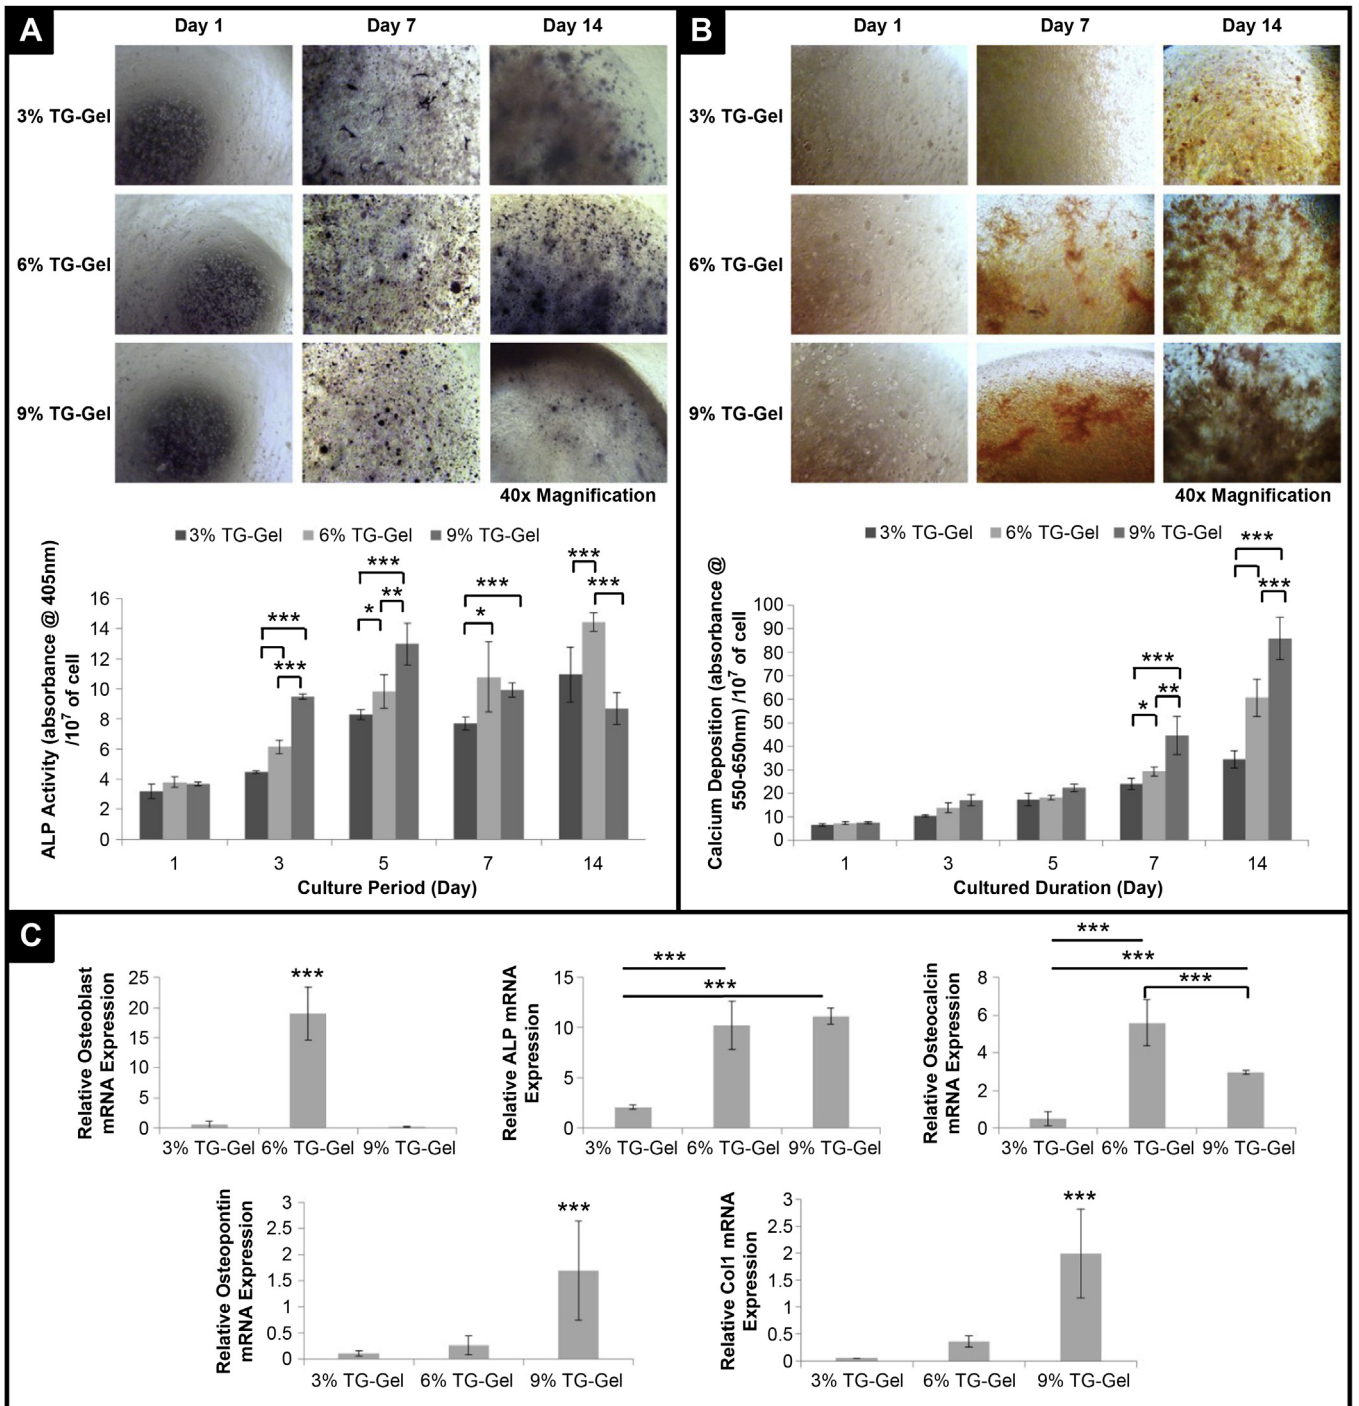 A
Day 1 Day 7 Day 14
3% TG-Gel
6% TG-Gel
9% TG-Gel
40x Magnification
3% TG-Gel 6% TG-Gel 9% TG-Gel
ALP Activity (absorbance @ 405nm)
/10⁷ of cell
16
14
12
10
8
6
4
2
0
*** *** * ** *** * *** *** ***
1 3 5 7 14
Culture Period (Day)
B
Day 1 Day 7 Day 14
3% TG-Gel
6% TG-Gel
9% TG-Gel
40x Magnification
3% TG-Gel 6% TG-Gel 9% TG-Gel
Calcium Deposition (absorbance @
550-650nm) /10⁷ of cell
100
90
80
70
60
50
40
30
20
10
0
* ** *** *** ***
1 3 5 7 14
Cultured Duration (Day)
C
Relative Osteoblast
mRNA Expression
25
20
15
10
5
0
***
3% TG-Gel 6% TG-Gel 9% TG-Gel
Relative ALP mRNA
Expression
15
10
5
0
***
***
3% TG-Gel 6% TG-Gel 9% TG-Gel
Relative Osteocalcin
mRNA Expression
8
6
4
2
0
***
***
***
3% TG-Gel 6% TG-Gel 9% TG-Gel
Relative Osteopontin
mRNA Expression
3
2.5
2
1.5
1
0.5
0
***
3% TG-Gel 6% TG-Gel 9% TG-Gel
Relative Col1 mRNA
Expression
3
2.5
2
1.5
1
0.5
0
***
3% TG-Gel 6% TG-Gel 9% TG-Gel